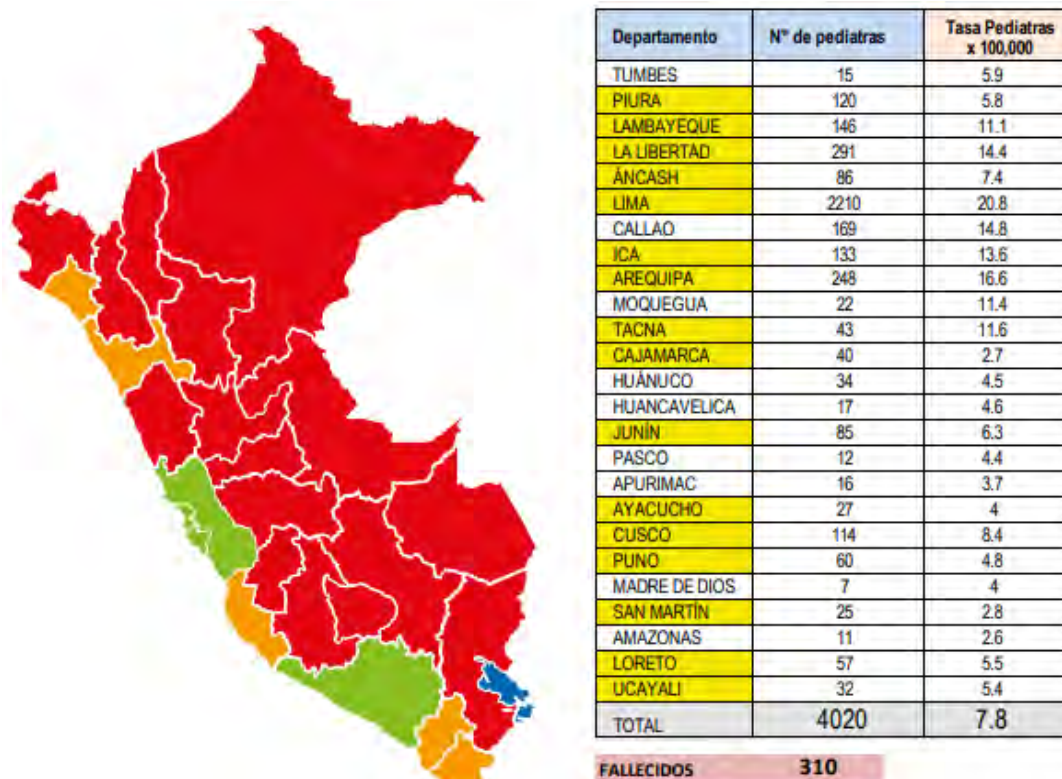 Departamento N° de pediatras Tasa Pediatras x 100,000
TUMBES 15 5.9
PIURA 120 5.8
LAMBAYEQUE 146 11.1
LA LIBERTAD 291 14.4
ÁNCASH 86 7.4
LIMA 2210 20.8
CALLAO 169 14.8
ICA 133 13.6
AREQUIPA 248 16.6
MOQUEGUA 22 11.4
TACNA 43 11.6
CAJAMARCA 40 2.7
HUÁNUCO 34 4.5
HUANCAVELICA 17 4.6
JUNÍN 85 6.3
PASCO 12 4.4
APURIMAC 16 3.7
AYACUCHO 27 4
CUSCO 114 8.4
PUNO 60 4.8
MADRE DE DIOS 7 4
SAN MARTÍN 25 2.8
AMAZONAS 11 2.6
LORETO 57 5.5
UCAYALI 32 5.4
TOTAL 4020 7.8
FALLECIDOS 310